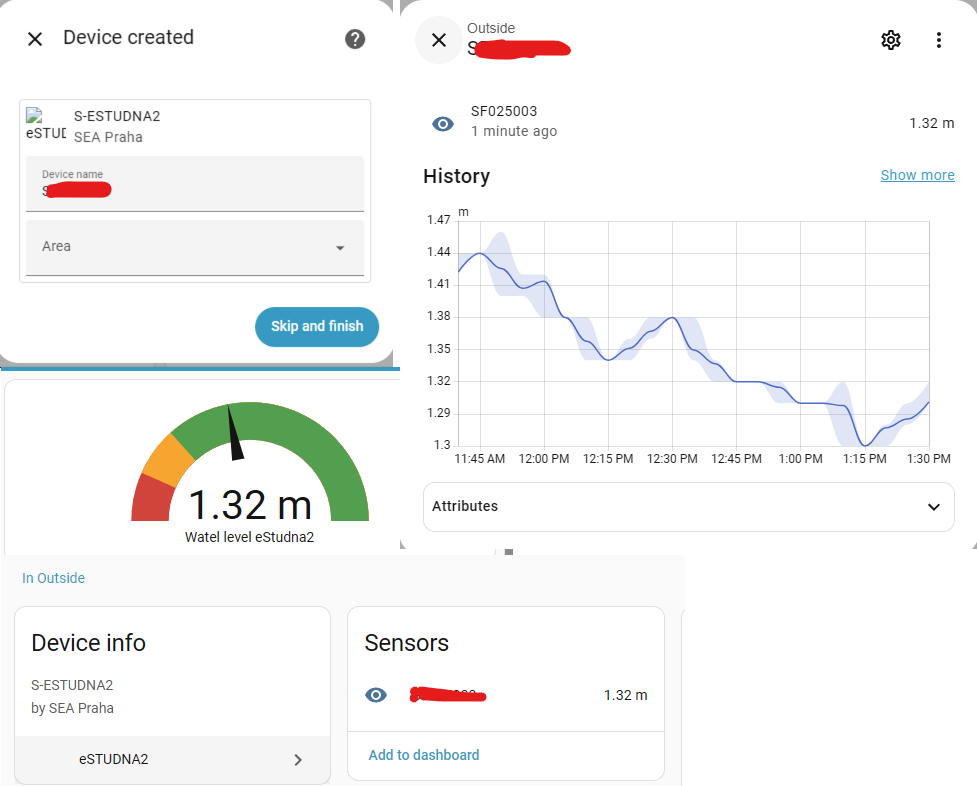 Device created
S-ESTUDNA2
eSTUD
SEA Praha
Device name
S
Area
Skip and finish
1.32 m
Watel level eStudna2
Outside
S
SF025003
1 minute ago
1.32 m
History
Show more
m
1.47
1.44
1.41
1.38
1.35
1.32
1.29
1.3
11:45 AM 12:00 PM 12:15 PM 12:30 PM 12:45 PM 1:00 PM 1:15 PM 1:30 PM
Attributes
In Outside
Device info
S-ESTUDNA2
by SEA Praha
eSTUDNA2
Sensors
1.32 m
Add to dashboard